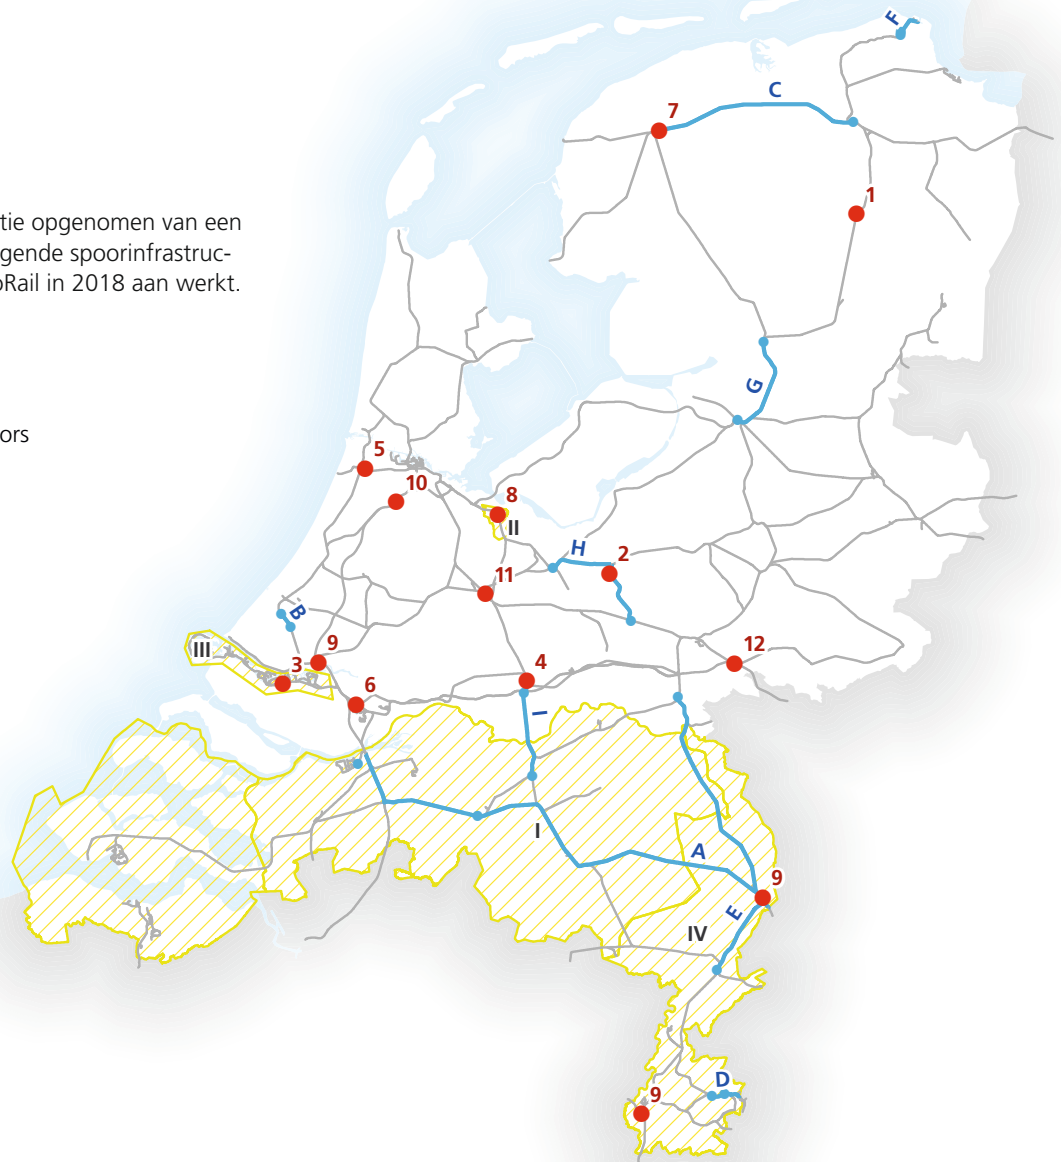 F
C
7
1
tie opgenomen van een
gende spoorinfrastruc-
oRail in 2018 aan werkt.
G
ors
5
10
8
II
H
2
11
B
9
III
3
12
4
6
I
I
A
9
E
IV
D
9